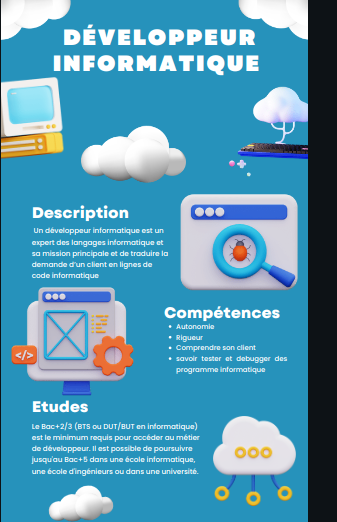 DÉVELOPPEUR
INFORMATIQUE
Description
Un développeur informatique est un
expert des langages informatique et
sa mission principale et de traduire la
demande d'un client en lignes de
code informatique
</>
Compétences
• Autonomie
• Rigueur
• Comprendre son client
• savoir tester et debugger des
programme informatique
Etudes
Le Bac+2/3 (BTS ou DUT/BUT en informatique)
est le minimum requis pour accéder au métier
de développeur. Il est possible de poursuivre
jusqu'au Bac+5 dans une école informatique,
une école d'ingénieurs ou dans une université.